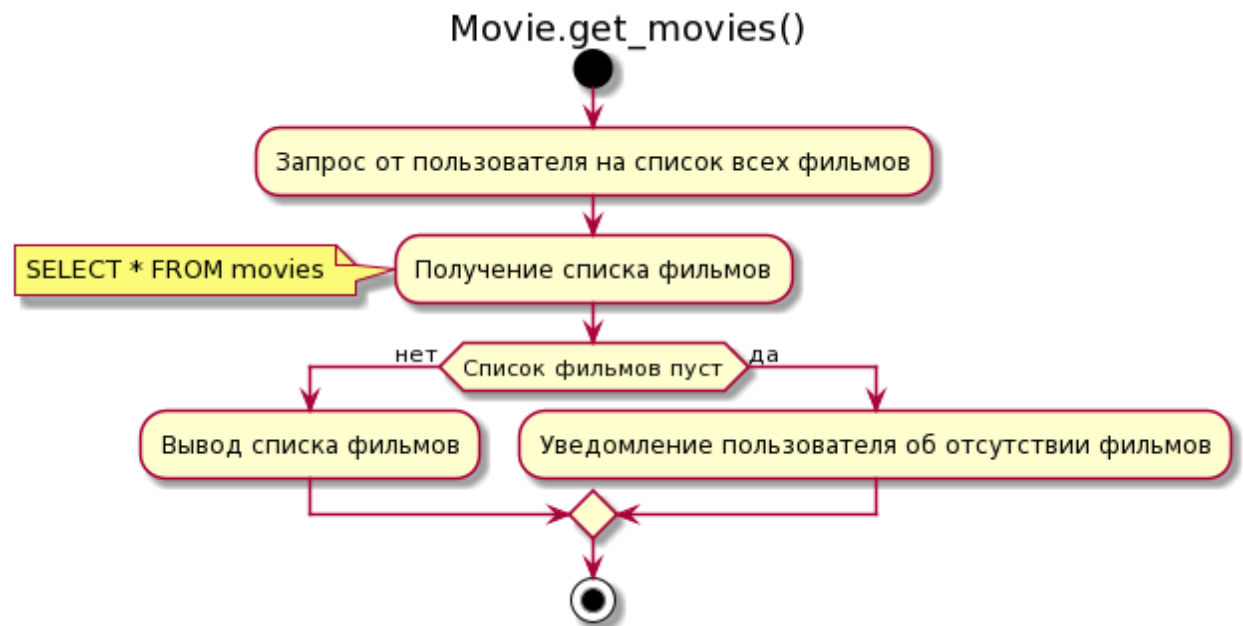 Movie.get_movies()
Запрос от пользователя на список всех фильмов
SELECT * FROM movies
Получение списка фильмов
нет
Список фильмов пуст
да
Вывод списка фильмов
Уведомление пользователя об отсутствии фильмов